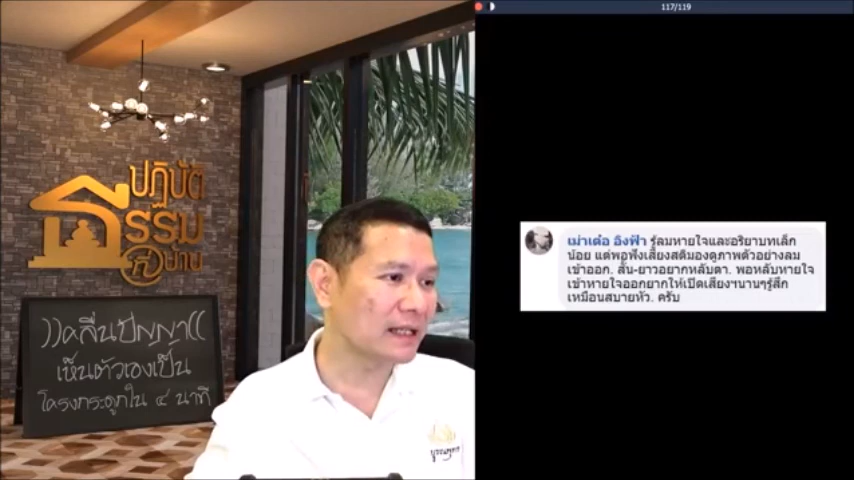 117/119
ปฏิบัติ
ธรรม
ที่
บ้าน
))คลื่นปัญญา((
เห็นตัวเองเป็น
โครงกระดูกใน ๔ นาที
เม่าเด๋อ อิงฟ้า รู้ลมหายใจและอริยาบทเล็ก
น้อย แต่พอฟังเสียงสติมองดูภาพตัวอย่างลม
เข้าออก. สั้น-ยาวอยากหลับตา. พอหลับหายใจ
เข้าหายใจออกยากให้เปิดเสียงๆนานๆรู้สึก
เหมือนสบายหัว. ครับ
บูรณพุทธ